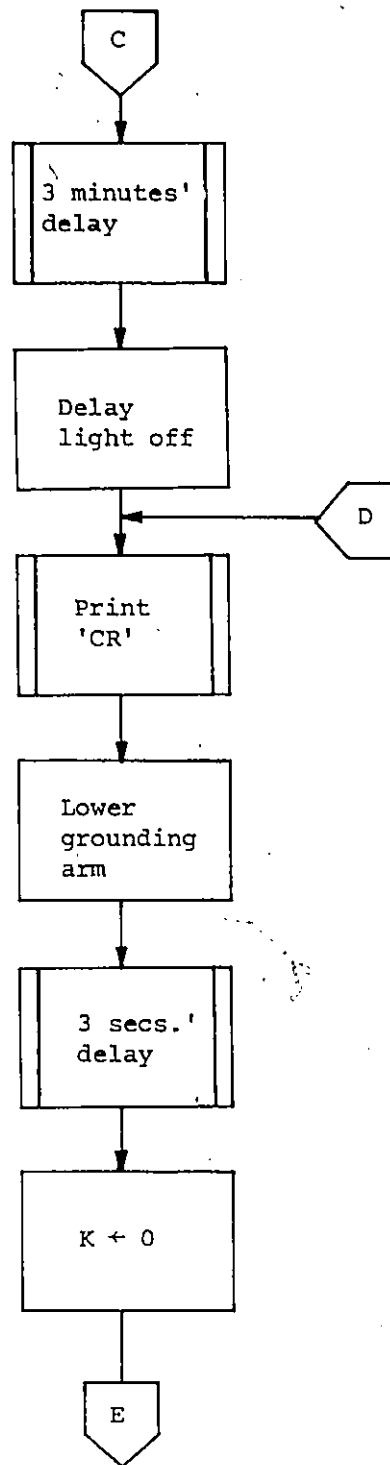 C
3 minutes'
delay
Delay
light off
D
Print
'CR'
Lower
grounding
arm
3 secs.'
delay
K ← 0
E